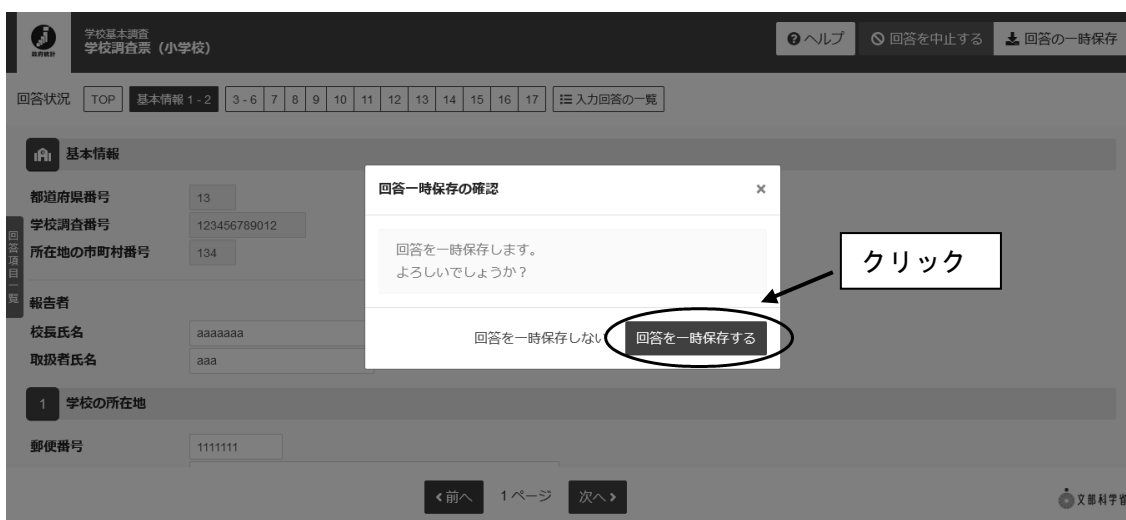 政府統計
学校基本調査
学校調査票（小学校）
ヘルプ
回答を中止する
回答の一時保存
回答状況 TOP 基本情報 1 - 2 3 - 6 7 8 9 10 11 12 13 14 15 16 17 入力回答の一覧
基本情報
都道府県番号 13
学校調査番号 123456789012
所在地の市町村番号 134
回答項目一覧
報告者
校長氏名 aaaaaaa
取扱者氏名 aaa
1 学校の所在地
郵便番号 1111111
回答一時保存の確認 ×
回答を一時保存します。
よろしいでしょうか？
回答を一時保存しない 回答を一時保存する
クリック
前へ 1 ページ 次へ
文部科学省